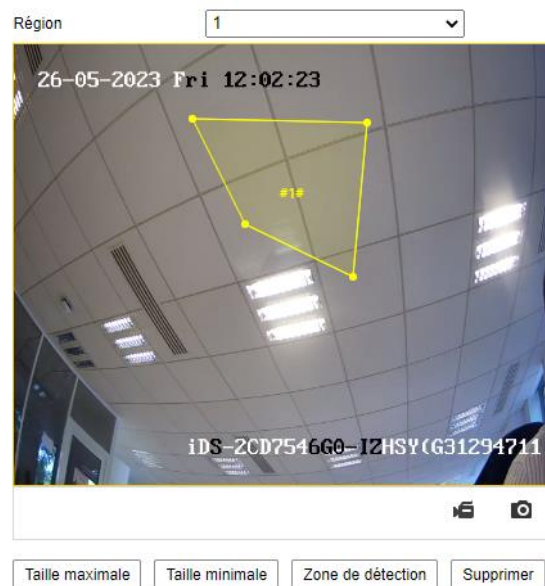 Région 1
26-05-2023 Fri 12:02:23
#1#
iDS-2CD7546G0-IZHSY(G31294711
Taille maximale Taille minimale Zone de détection Supprimer